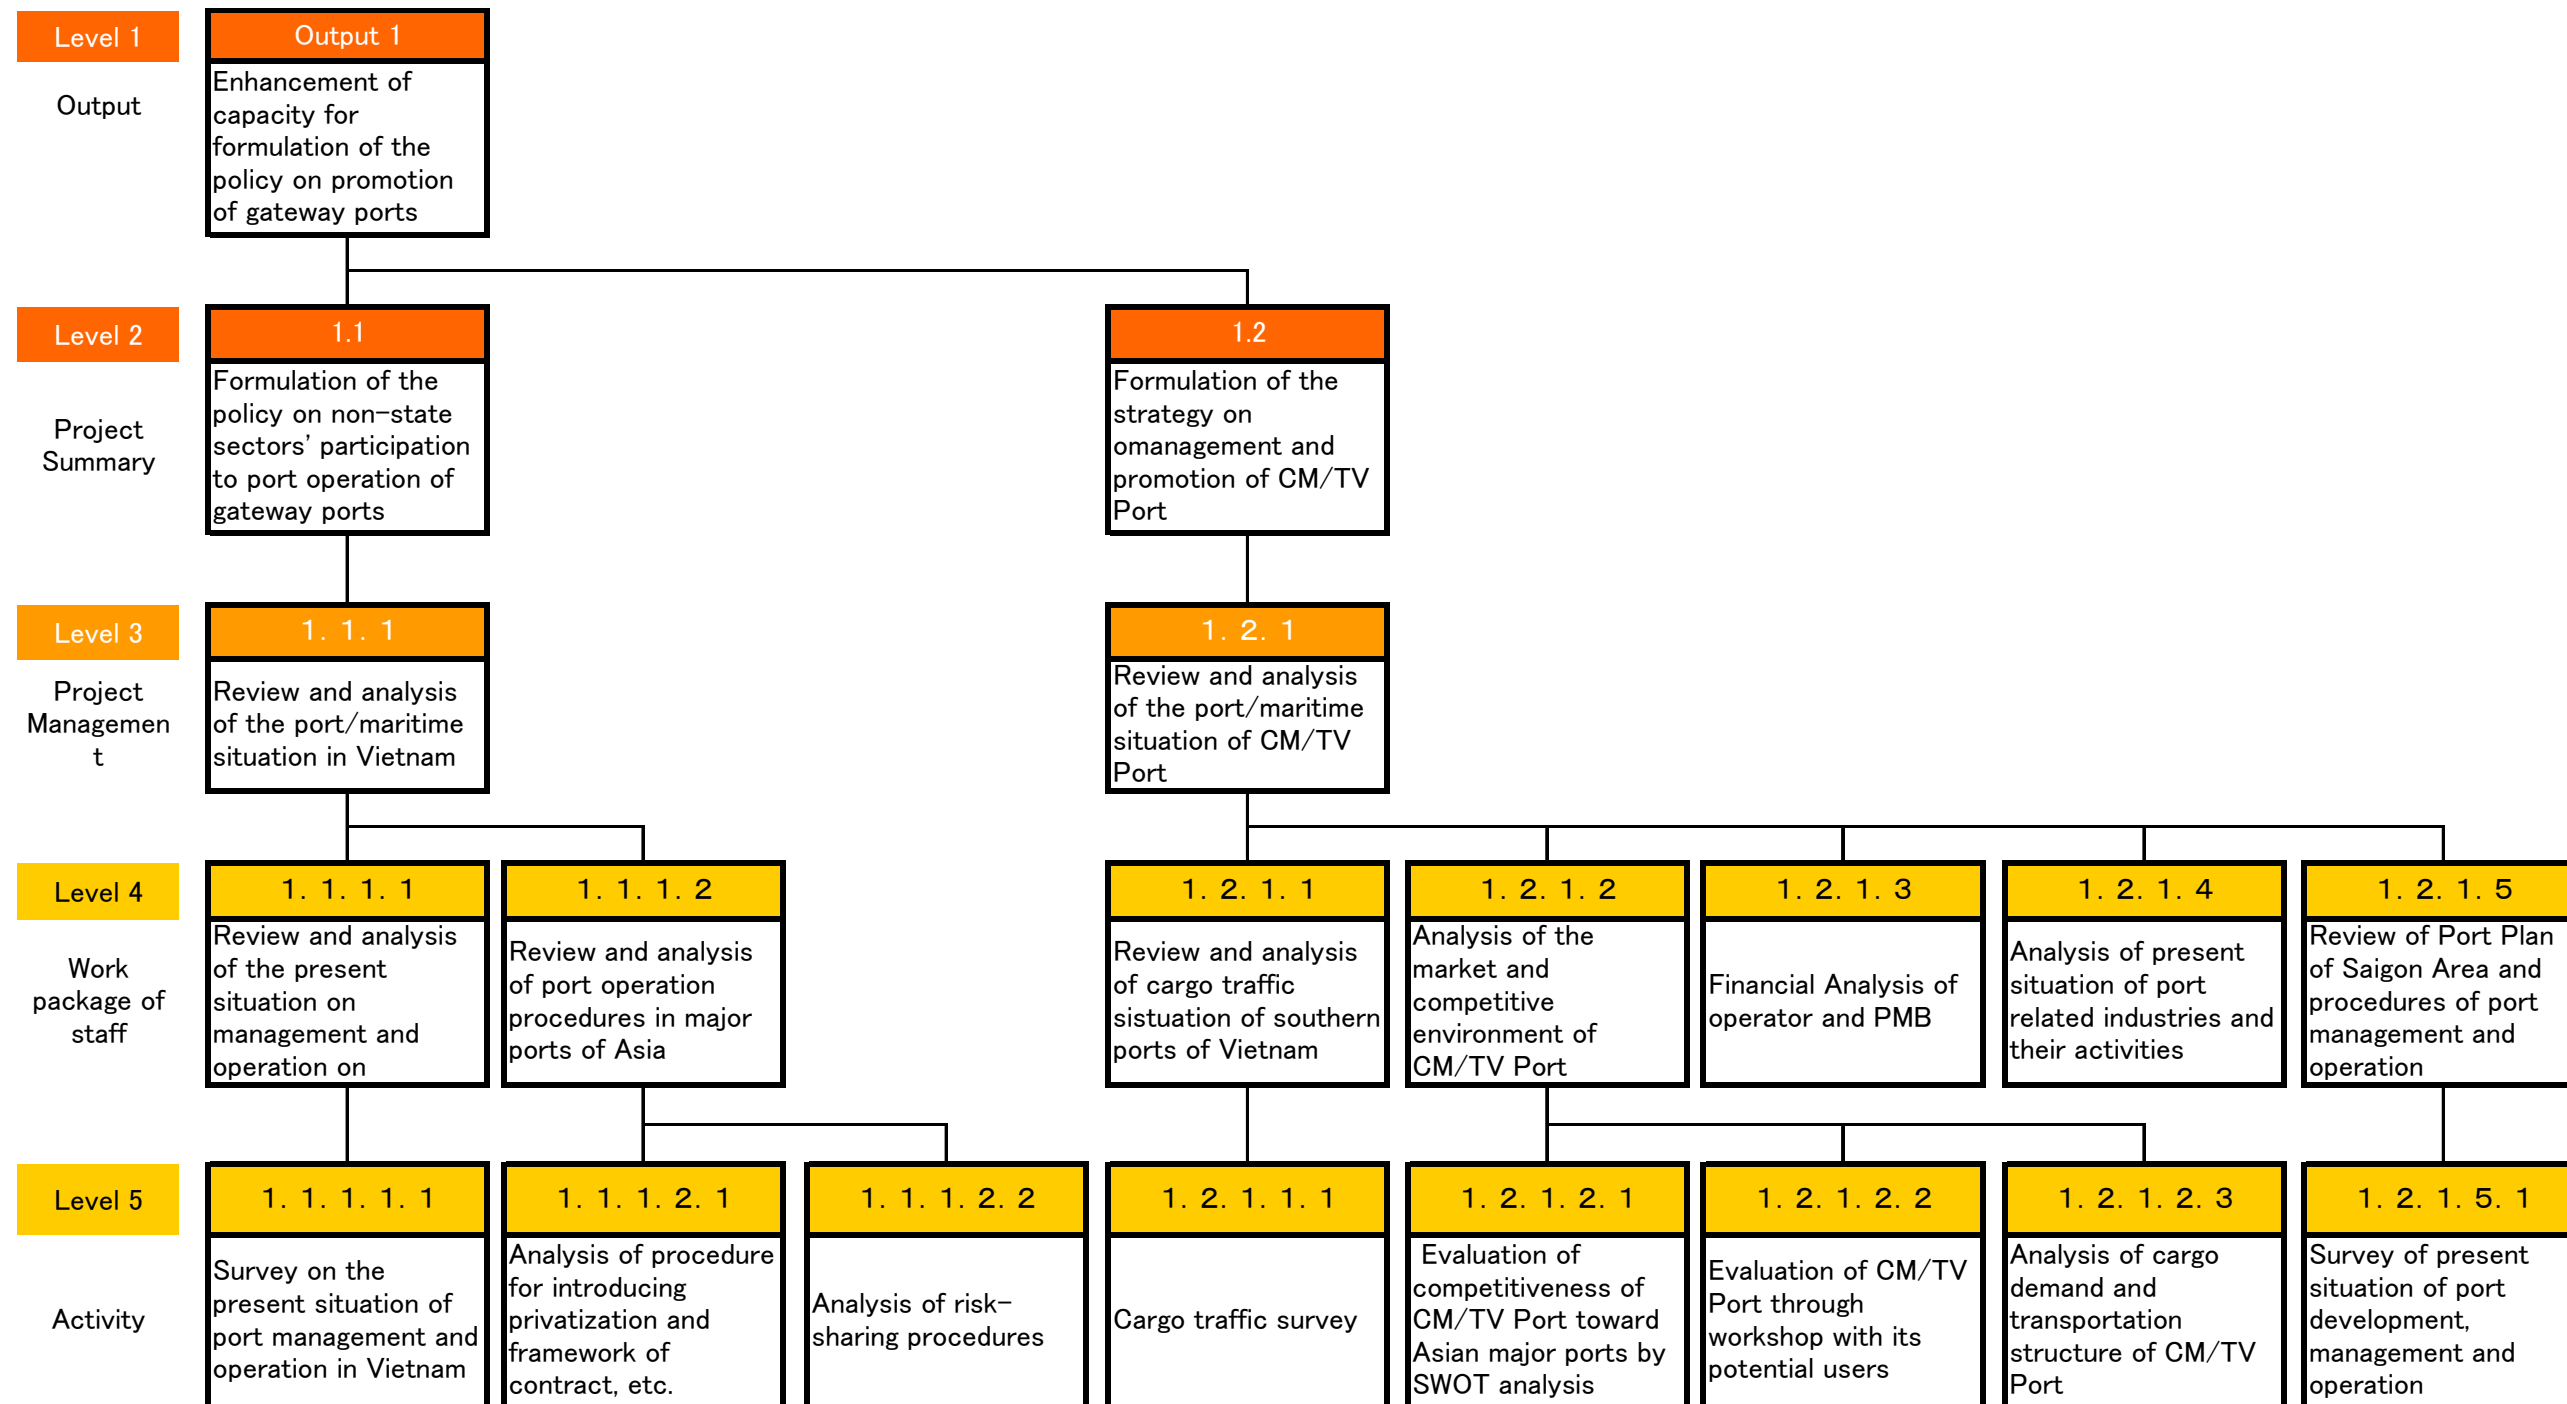 Level 1
Output 1
Output
Enhancement of
capacity for
formulation of the
policy on promotion
of gateway ports
Level 2
1.1
1.2
Project
Summary
Formulation of the
policy on non-state
sectors' participation
to port operation of
gateway ports
Formulation of the
strategy on
omanagement and
promotion of CM/TV
Port
Level 3
1. 1. 1
1. 2. 1
Project
Managemen
t
Review and analysis
of the port/maritime
situation in Vietnam
Review and analysis
of the port/maritime
situation of CM/TV
Port
Level 4
1. 1. 1. 1
1. 1. 1. 2
1. 2. 1. 1
1. 2. 1. 2
1. 2. 1. 3
1. 2. 1. 4
1. 2. 1. 5
Work
package of
staff
Review and analysis
of the present
situation on
management and
operation on
Review and analysis
of port operation
procedures in major
ports of Asia
Review and analysis
of cargo traffic
sistuation of southern
ports of Vietnam
Analysis of the
market and
competitive
environment of
CM/TV Port
Financial Analysis of
operator and PMB
Analysis of present
situation of port
related industries and
their activities
Review of Port Plan
of Saigon Area and
procedures of port
management and
operation
Level 5
1. 1. 1. 1. 1
1. 1. 1. 2. 1
1. 1. 1. 2. 2
1. 2. 1. 1. 1
1. 2. 1. 2. 1
1. 2. 1. 2. 2
1. 2. 1. 2. 3
1. 2. 1. 5. 1
Activity
Survey on the
present situation of
port management and
operation in Vietnam
Analysis of procedure
for introducing
privatization and
framework of
contract, etc.
Analysis of risk-
sharing procedures
Cargo traffic survey
Evaluation of
competitiveness of
CM/TV Port toward
Asian major ports by
SWOT analysis
Evaluation of CM/TV
Port through
workshop with its
potential users
Analysis of cargo
demand and
transportation
structure of CM/TV
Port
Survey of present
situation of port
development,
management and
operation